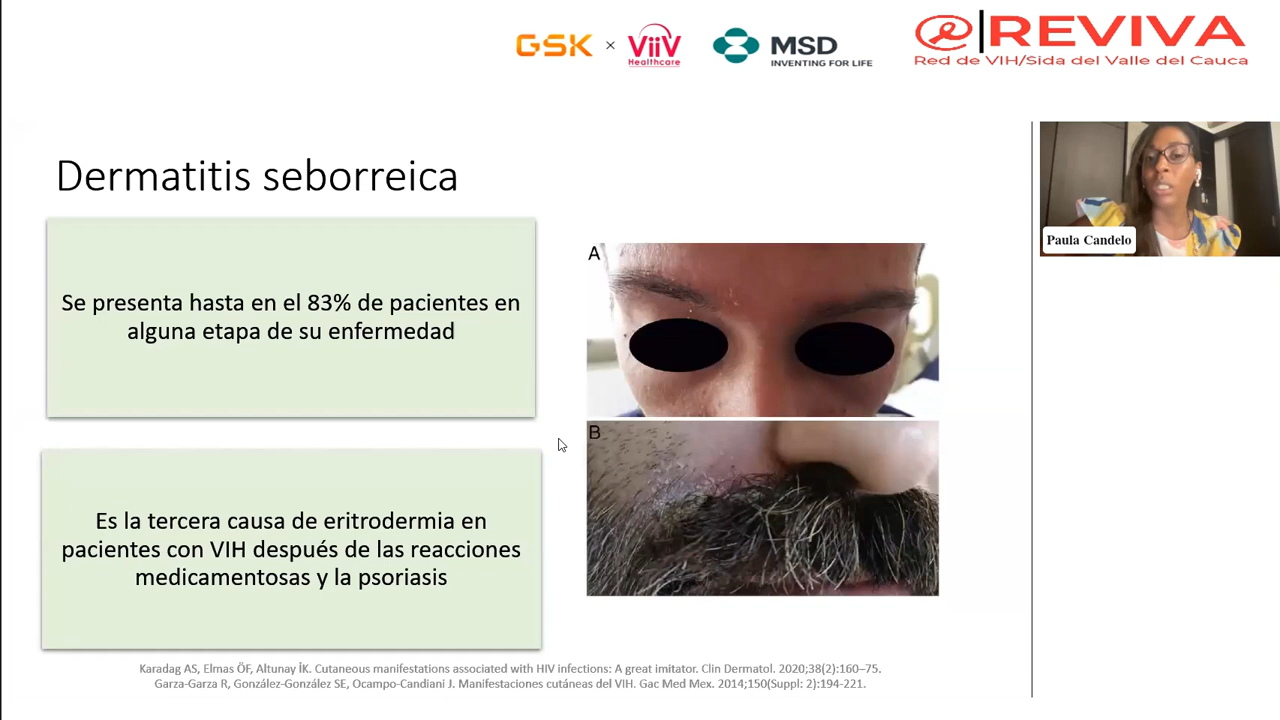 GSK × ViiV
Healthcare
MSD
INVENTING FOR LIFE
REVIVA
Red de VIH/Sida del Valle del Cauca
Dermatitis seborreica
Se presenta hasta en el 83% de pacientes en
alguna etapa de su enfermedad
Es la tercera causa de eritrodermia en
pacientes con VIH después de las reacciones
medicamentosas y la psoriasis
A
B
Paula Candelo
Karadag AS, Elmas ÖF, Altunay İK. Cutaneous manifestations associated with HIV infections: A great imitator. Clin Dermatol. 2020;38(2):160–75.
Garza-Garza R, González-González SE, Ocampo-Candiani J. Manifestaciones cutáneas del VIH. Gac Med Mex. 2014;150(Suppl: 2):194-221.